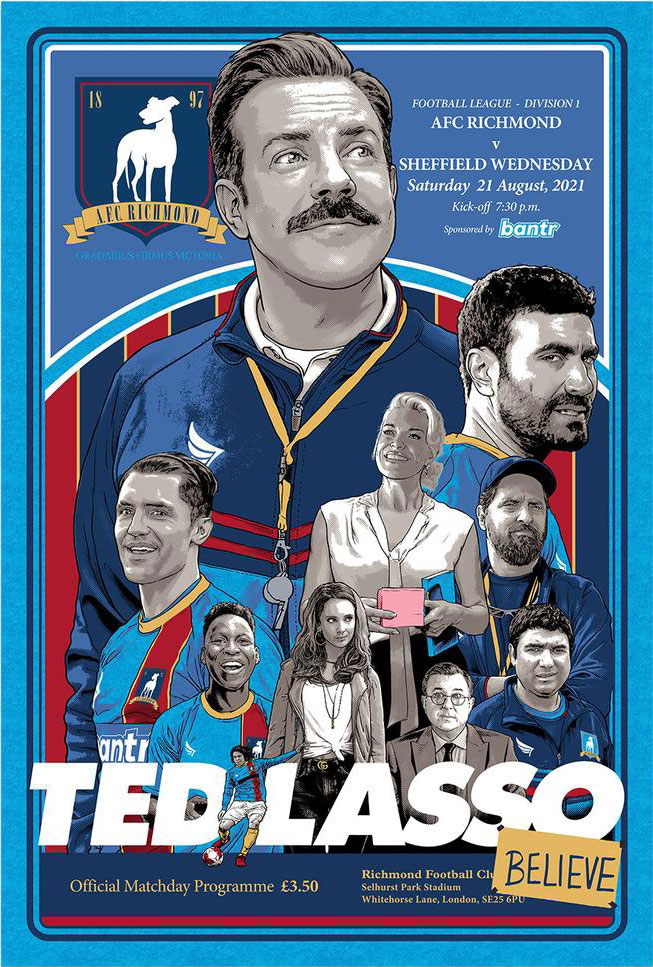 18 97
A.F.C. RICHMOND
GRADARIUS FIRMUS VICTORIA
FOOTBALL LEAGUE - DIVISION 1
AFC RICHMOND
v
SHEFFIELD WEDNESDAY
Saturday 21 August, 2021
Kick-off 7:30 p.m.
Sponsored by bantr
antr
TED LASSO
BELIEVE
Official Matchday Programme £3.50
Richmond Football Clu
Selhurst Park Stadium
Whitehorse Lane, London, SE25 6PU